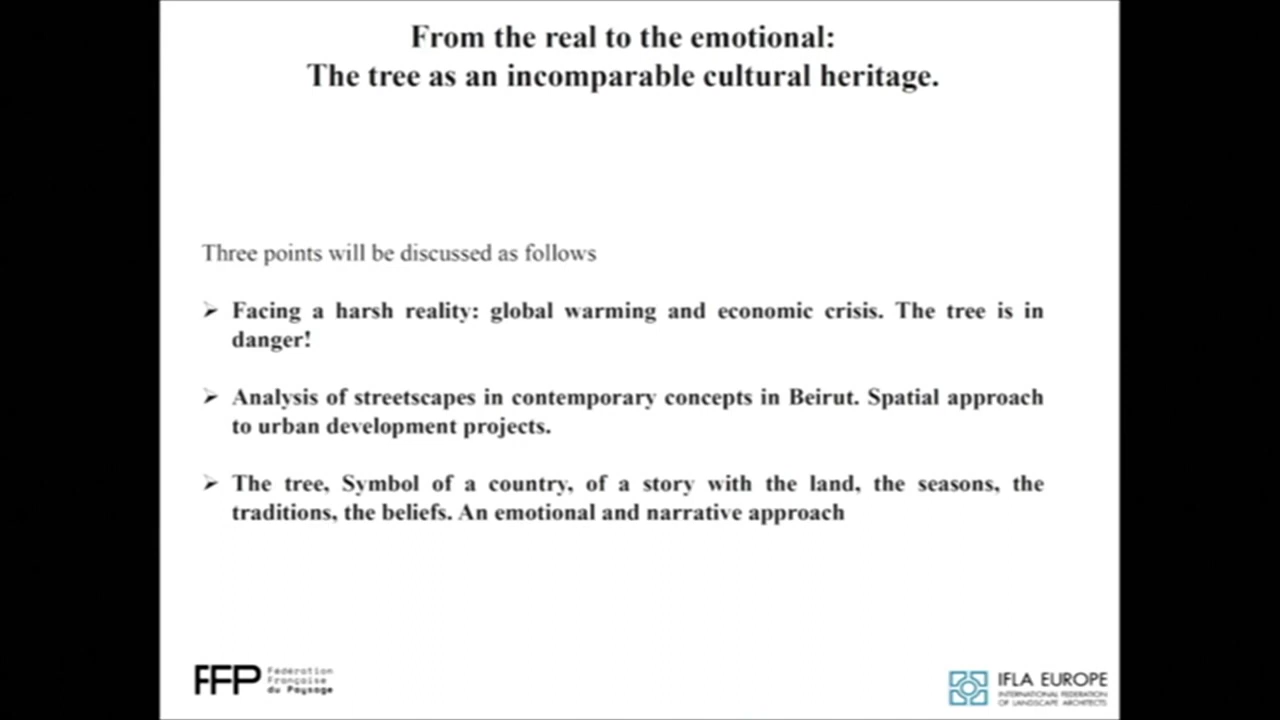 From the real to the emotional:
The tree as an incomparable cultural heritage.
Three points will be discussed as follows
➢ Facing a harsh reality: global warming and economic crisis. The tree is in
danger!
➢ Analysis of streetscapes in contemporary concepts in Beirut. Spatial approach
to urban development projects.
➢ The tree, Symbol of a country, of a story with the land, the seasons, the
traditions, the beliefs. An emotional and narrative approach
FFP
Fédération
Française
du Paysage
IFLA EUROPE
INTERNATIONAL FEDERATION
OF LANDSCAPE ARCHITECTS